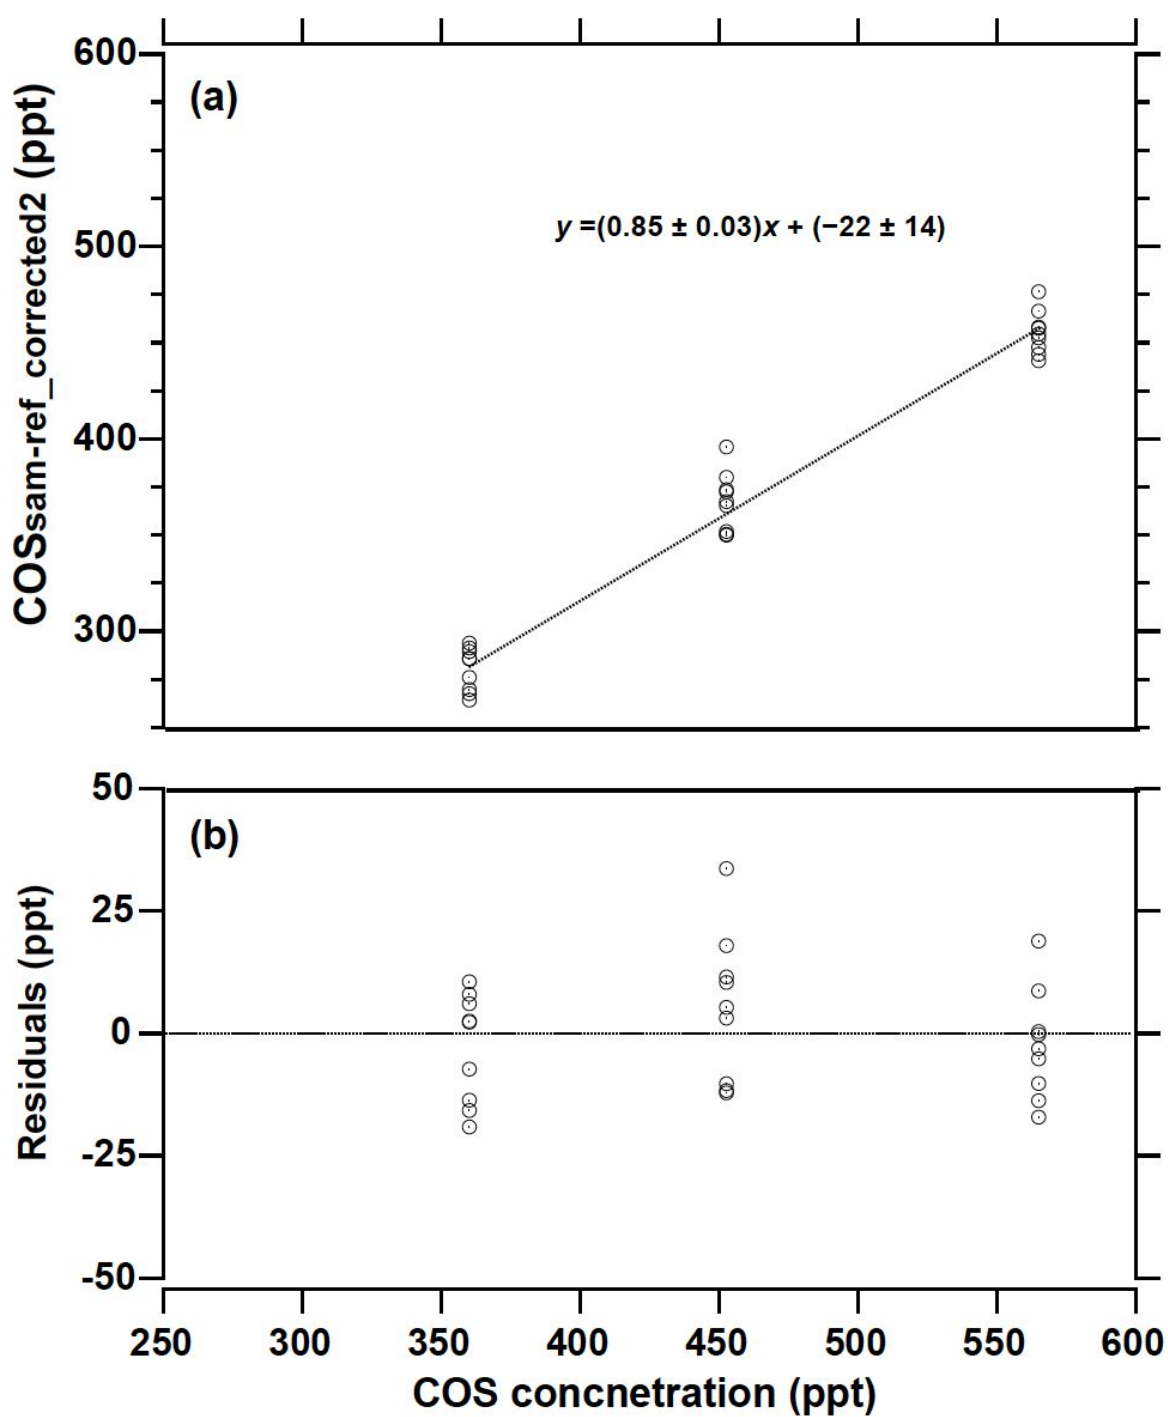 (a)
COSsam-ref_corrected2 (ppt)
600
500
400
300
y =(0.85 ± 0.03)x + (−22 ± 14)
(b)
Residuals (ppt)
50
25
0
-25
-50
250 300 350 400 450 500 550 600
COS concnetration (ppt)